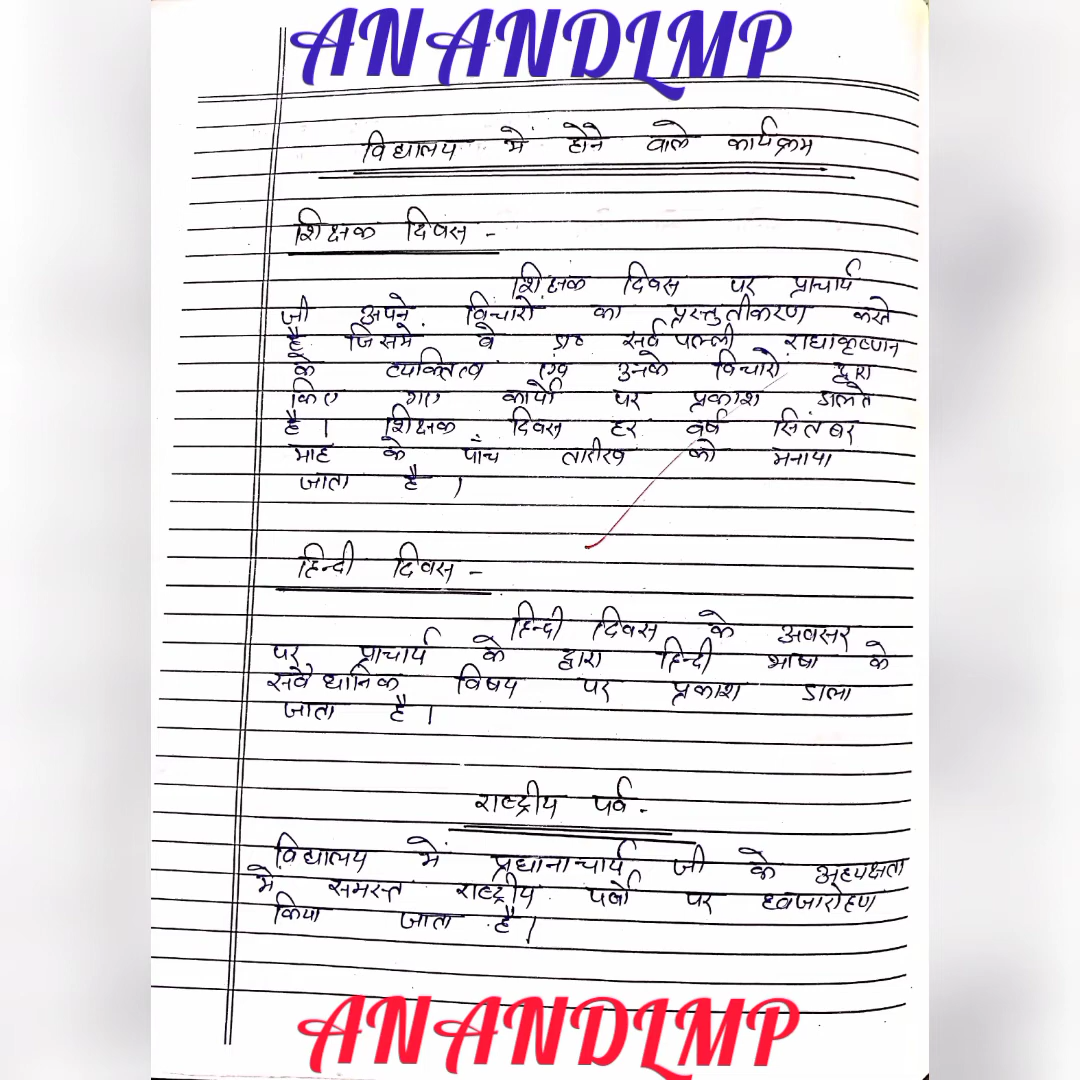 ANANDLMP
विद्यालय में होने वाले कार्यक्रम
शिक्षक दिवस -
शिक्षक दिवस पर प्राचार्य
जी अपने विचारों का प्रस्तुतीकरण करते
है जिसमें वे डा० सर्वपल्ली राधाकृष्णन
के व्यक्तित्व एवं उनके विचारों द्वारा
किए गए कार्यो पर प्रकाश डालते
है । शिक्षक दिवस हर वर्ष सितंबर
माह के पाँच तारीख को मनाया
जाता है ।
हिन्दी दिवस -
हिन्दी दिवस के अवसर
पर प्राचार्य के द्वारा हिन्दी भाषा के
सवैधानिक विषय पर प्रकाश डाला
जाता है ।
राष्ट्रीय पर्व -
विद्यालय में प्रधानाचार्य जी के अध्यक्षता
में समस्त राष्ट्रीय पर्वो पर ध्वजारोहण
किया जाता है ।
ANANDLMP